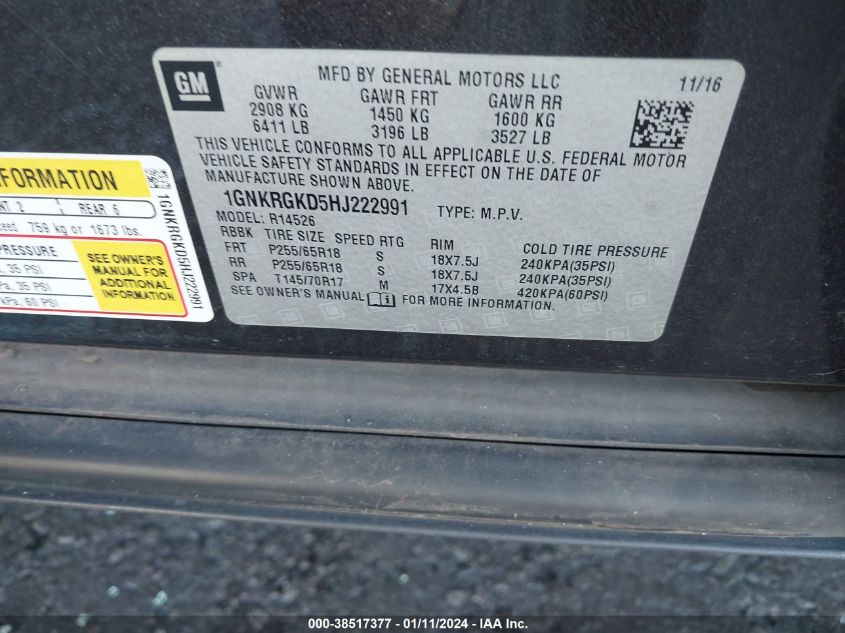 GM
MFD BY GENERAL MOTORS LLC
11/16
GVWR GAWR FRT GAWR RR
2908 KG 1450 KG 1600 KG
6411 LB 3196 LB 3527 LB
THIS VEHICLE CONFORMS TO ALL APPLICABLE U.S. FEDERAL MOTOR
VEHICLE SAFETY STANDARDS IN EFFECT ON THE DATE OF
MANUFACTURE SHOWN ABOVE.
1GNKRGKD5HJ222991 TYPE: M.P.V.
MODEL: R14526
RBBK TIRE SIZE SPEED RTG RIM COLD TIRE PRESSURE
FRT P255/65R18 S 18X7.5J 240KPA(35PSI)
RR P255/65R18 S 18X7.5J 240KPA(35PSI)
SPA T145/70R17 M 17X4.5B 420KPA(60PSI)
SEE OWNER'S MANUAL FOR MORE INFORMATION.
FORMATION
2 REAR 5
759 kg or 1673 lbs.
PRESSURE
35 PSI
35 PSI
kPa, 60 PSI
SEE OWNER'S
MANUAL FOR
ADDITIONAL
INFORMATION
1GNKRGKD5HJ222991
000-38517377 - 01/11/2024 - IAA Inc.